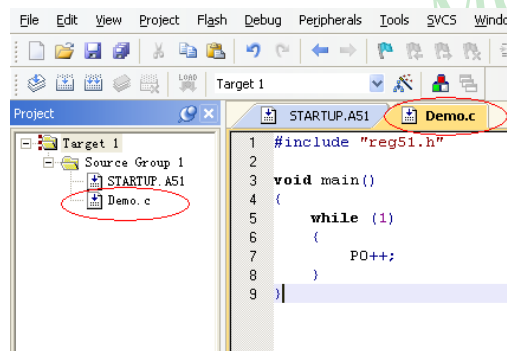 File Edit View Project Flash Debug Peripherals Tools SVCS Windo
LOAD Target 1
Project
STARTUP.A51 Demo.c
Target 1
Source Group 1
STARTUP.A51
Demo.c
1 #include "reg51.h"
2
3 void main()
4 {
5 while (1)
6 {
7 P0++;
8 }
9 }